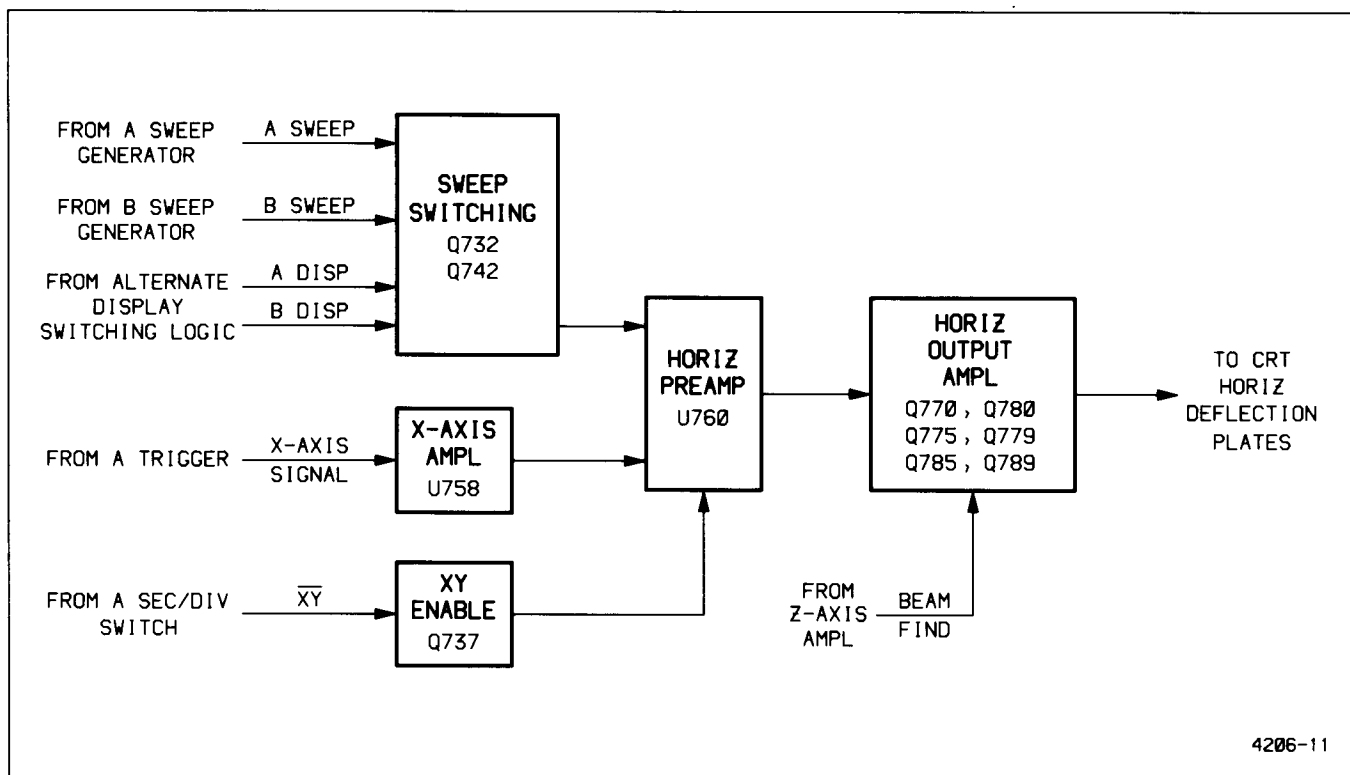 FROM A SWEEP
GENERATOR
A SWEEP
FROM B SWEEP
GENERATOR
B SWEEP
FROM ALTERNATE
DISPLAY
SWITCHING LOGIC
A DISP
B DISP
SWEEP
SWITCHING
Q732
Q742
FROM A TRIGGER
X-AXIS
SIGNAL
X-AXIS
AMPL
U758
FROM A SEC/DIV
SWITCH
X̅Y̅
XY
ENABLE
Q737
HORIZ
PREAMP
U760
HORIZ
OUTPUT
AMPL
Q770, Q780
Q775, Q779
Q785, Q789
FROM
Z-AXIS
AMPL
BEAM
FIND
TO CRT
HORIZ
DEFLECTION
PLATES
4206-11